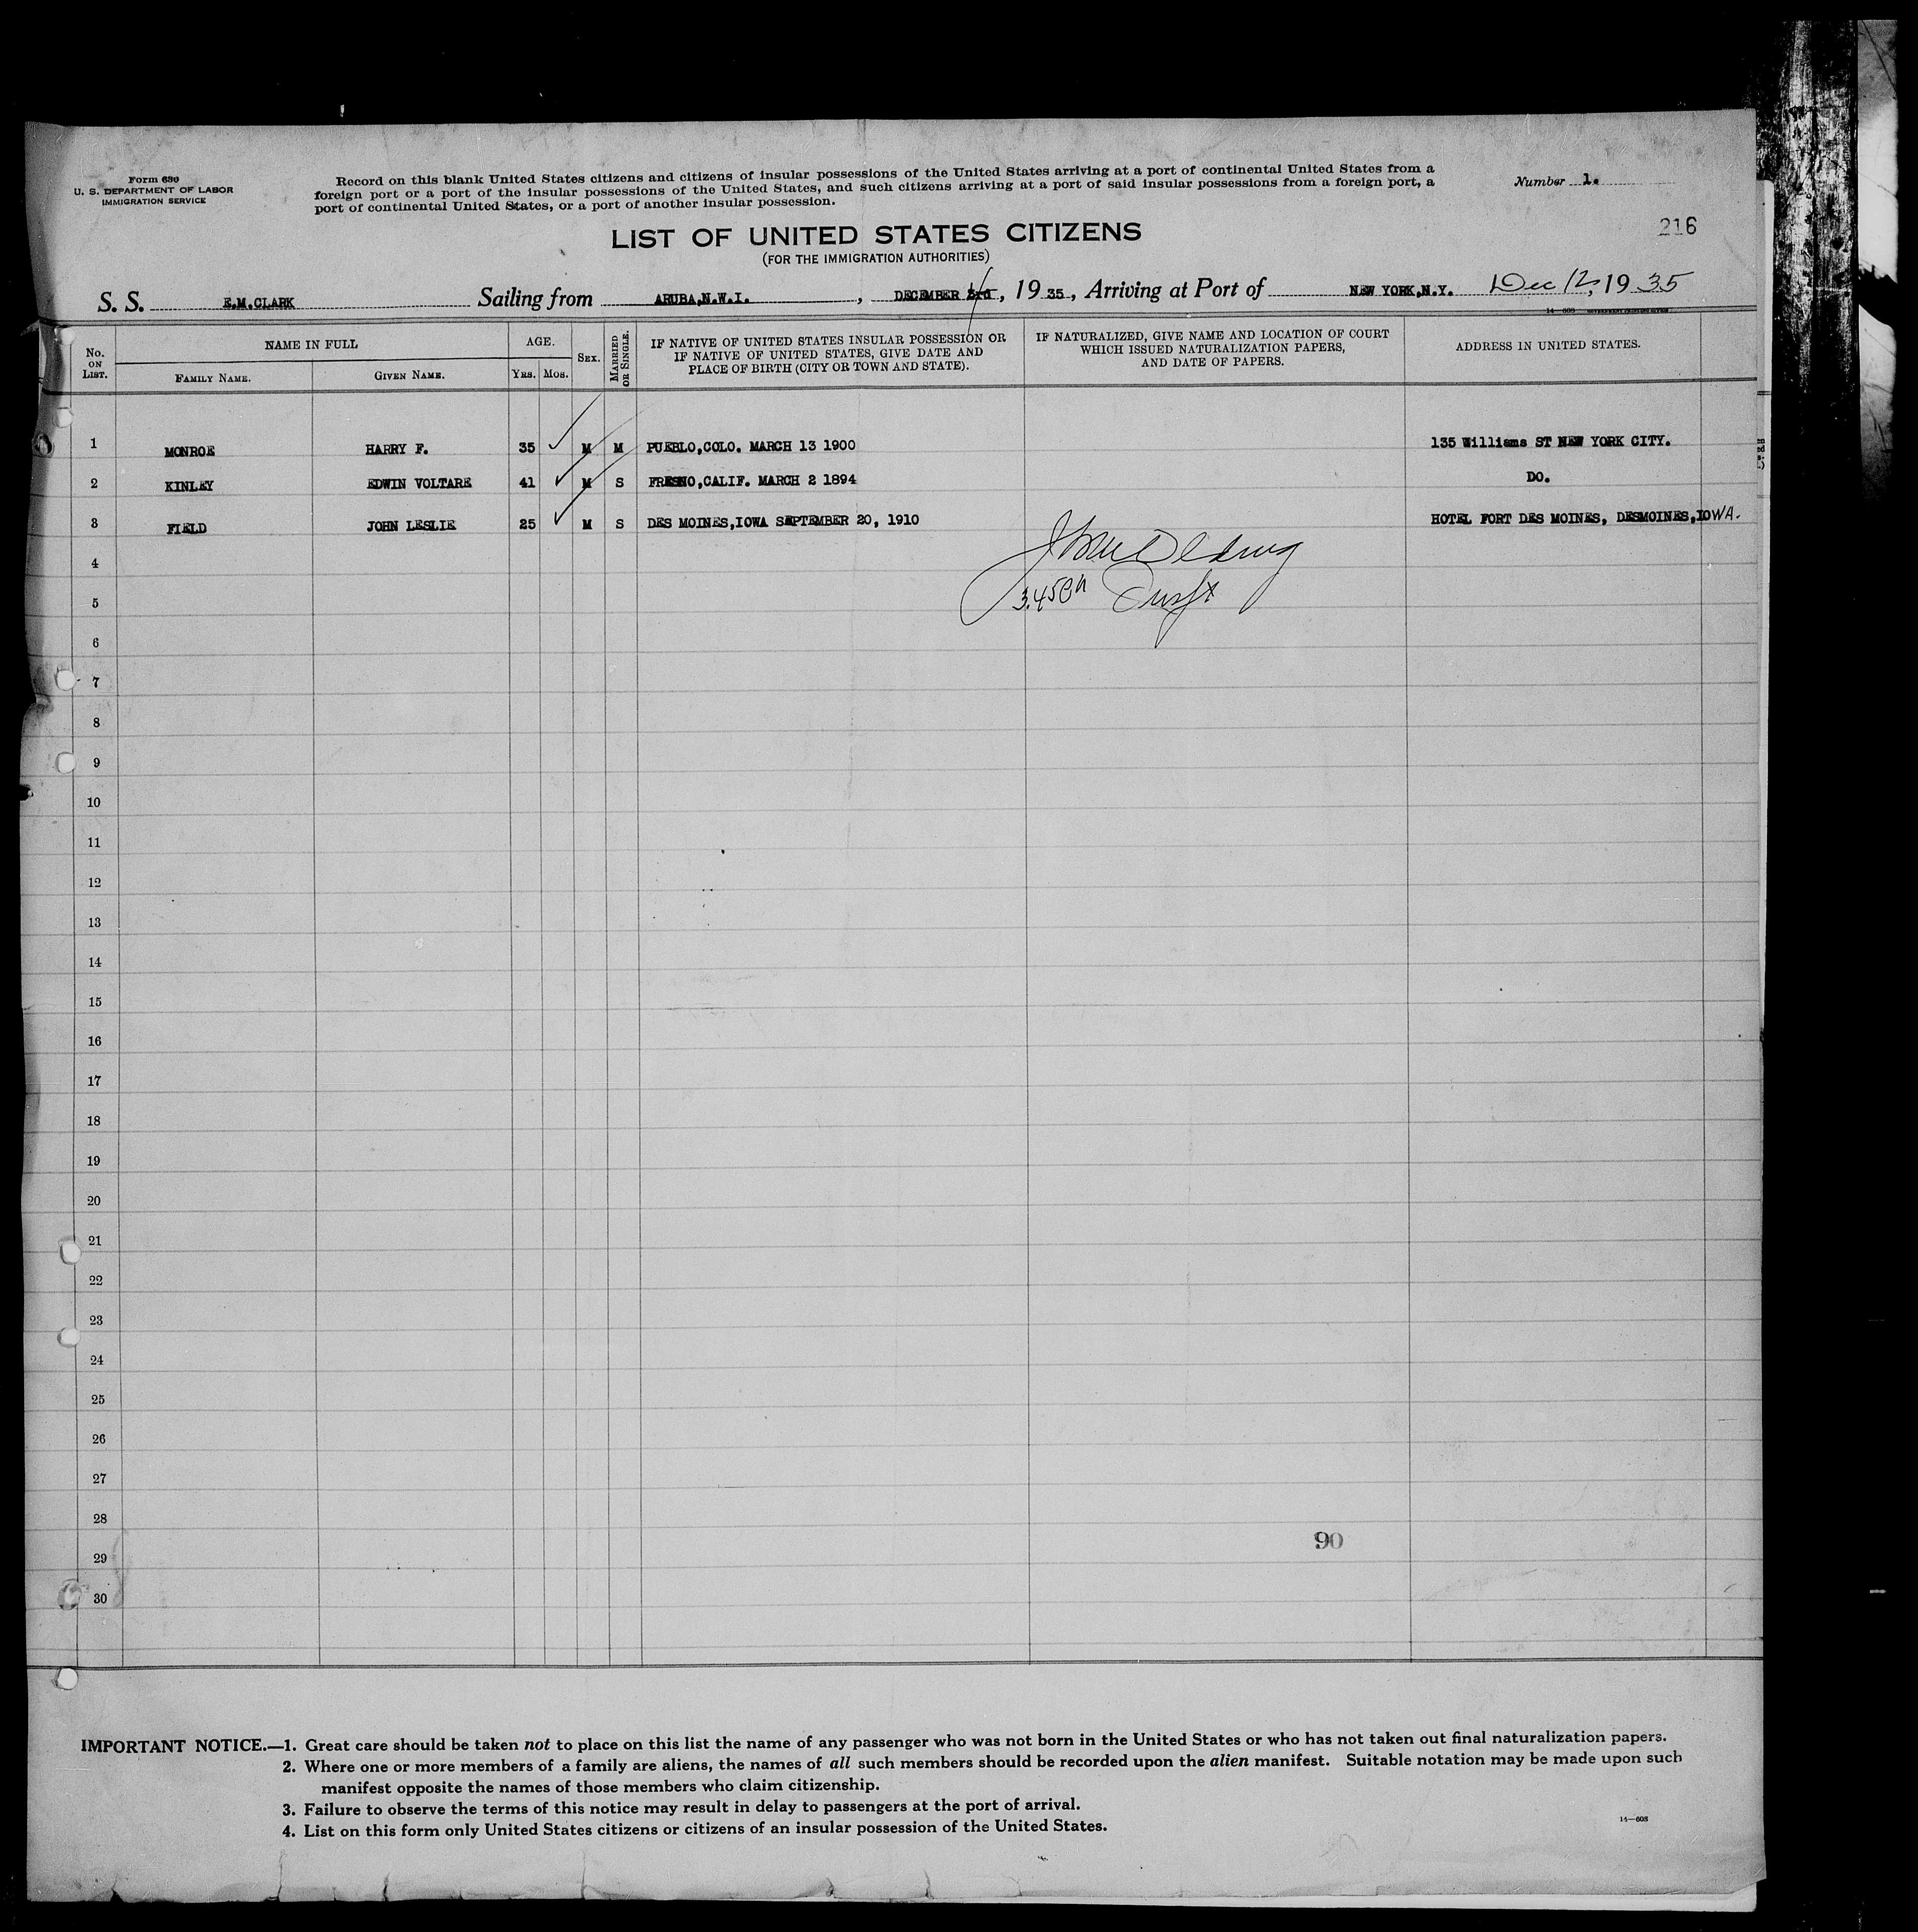 Form 630
U. S. DEPARTMENT OF LABOR
IMMIGRATION SERVICE
Record on this blank United States citizens and citizens of insular possessions of the United States arriving at a port of continental United States from a
foreign port or a port of the insular possessions of the United States, and such citizens arriving at a port of said insular possessions from a foreign port, a
port of continental United States, or a port of another insular possession.
Number 1.
216
LIST OF UNITED STATES CITIZENS
(FOR THE IMMIGRATION AUTHORITIES)
S. S. E.M.CLARK Sailing from ARUBA,N.W.I. , DECEMBER 3rd 4, 19 35, Arriving at Port of NEW YORK,N.Y. Dec 12, 19 35
No. ON LIST. NAME IN FULL AGE. SEX. MARRIED OR SINGLE. IF NATIVE OF UNITED STATES INSULAR POSSESSION OR IF NATIVE OF UNITED STATES, GIVE DATE AND PLACE OF BIRTH (CITY OR TOWN AND STATE). IF NATURALIZED, GIVE NAME AND LOCATION OF COURT WHICH ISSUED NATURALIZATION PAPERS, AND DATE OF PAPERS. ADDRESS IN UNITED STATES.
FAMILY NAME. GIVEN NAME. YRS. MOS.
1 MONROE HARRY F. 35 M M PUEBLO,COLO. MARCH 13 1900 135 Williams ST NEW YORK CITY.
2 KINLEY EDWIN VOLTARE 41 M S FRESNO,CALIF. MARCH 2 1894 DO.
3 FIELD JOHN LESLIE 25 M S DES MOINES,IOWA SEPTEMBER 20, 1910 HOTEL FORT DES MOINES, DESMOINES,IOWA.
4
5
6
7
8
9
10
11
12
13
14
15
16
17
18
19
20
21
22
23
24
25
26
27
28
90
29
30
IMPORTANT NOTICE.—1. Great care should be taken not to place on this list the name of any passenger who was not born in the United States or who has not taken out final naturalization papers.
2. Where one or more members of a family are aliens, the names of all such members should be recorded upon the alien manifest. Suitable notation may be made upon such
manifest opposite the names of those members who claim citizenship.
3. Failure to observe the terms of this notice may result in delay to passengers at the port of arrival.
4. List on this form only United States citizens or citizens of an insular possession of the United States.
14—608